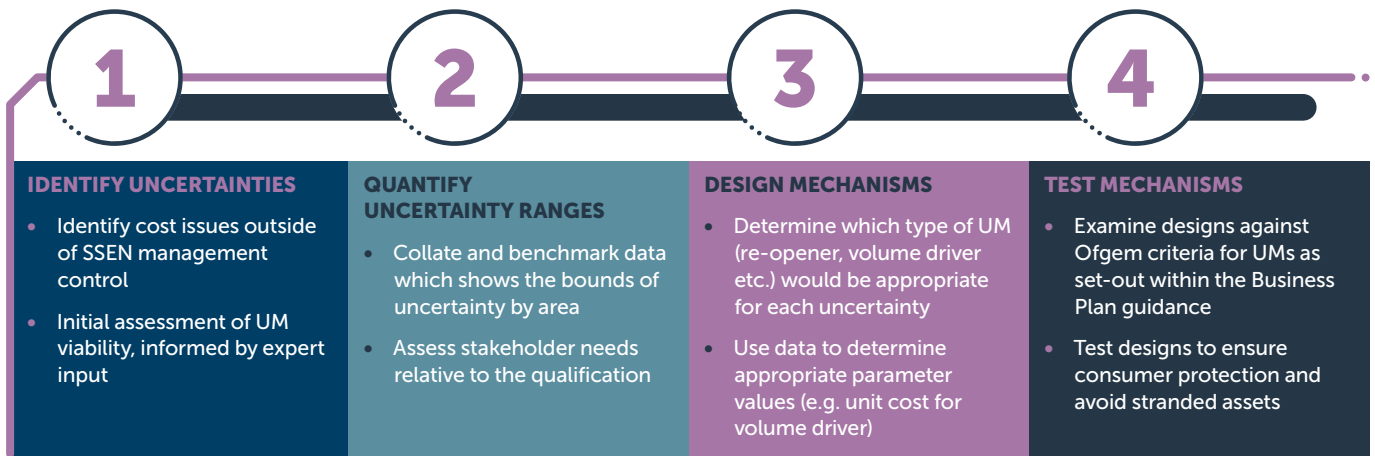 1
2
3
4
IDENTIFY UNCERTAINTIES
• Identify cost issues outside
of SSEN management
control
• Initial assessment of UM
viability, informed by expert
input
QUANTIFY
UNCERTAINTY RANGES
• Collate and benchmark data
which shows the bounds of
uncertainty by area
• Assess stakeholder needs
relative to the qualification
DESIGN MECHANISMS
• Determine which type of UM
(re-opener, volume driver
etc.) would be appropriate
for each uncertainty
• Use data to determine
appropriate parameter
values (e.g. unit cost for
volume driver)
TEST MECHANISMS
• Examine designs against
Ofgem criteria for UMs as
set-out within the Business
Plan guidance
• Test designs to ensure
consumer protection and
avoid stranded assets